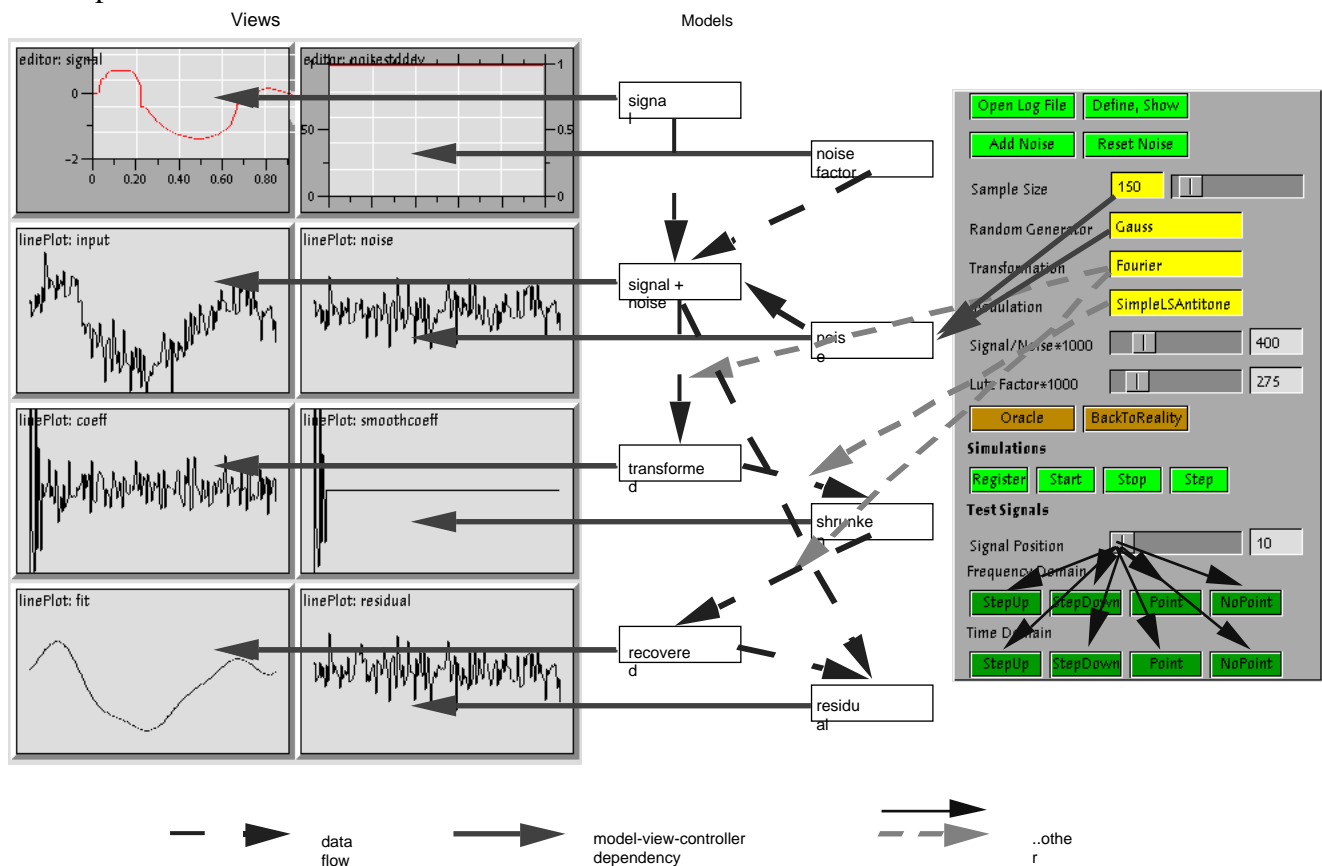 Views
Models
editor: signal
0
−2
0
0.20
0.40
0.60
0.80
editor: noisestddev
1
50
0.5
0
0
linePlot: input
linePlot: noise
linePlot: coeff
linePlot: smoothcoeff
linePlot: fit
linePlot: residual
signa
l
noise
factor
signal +
noise
nois
e
transforme
d
shrunke
n
recovere
d
residu
al
Open Log File
Define, Show
Add Noise
Reset Noise
Sample Size
150
Random Generator
Gauss
Transformation
Fourier
SimpleLSAntitone
Signal/Noise*1000
400
Factor*1000
275
Oracle
BackToReality
Simulations
Register
Start
Stop
Step
Test Signals
Signal Position
10
Frequency Domain
StepUp
StepDown
Point
NoPoint
Time Domain
StepUp
StepDown
Point
NoPoint
data
flow
model-view-controller
dependency
..othe
r